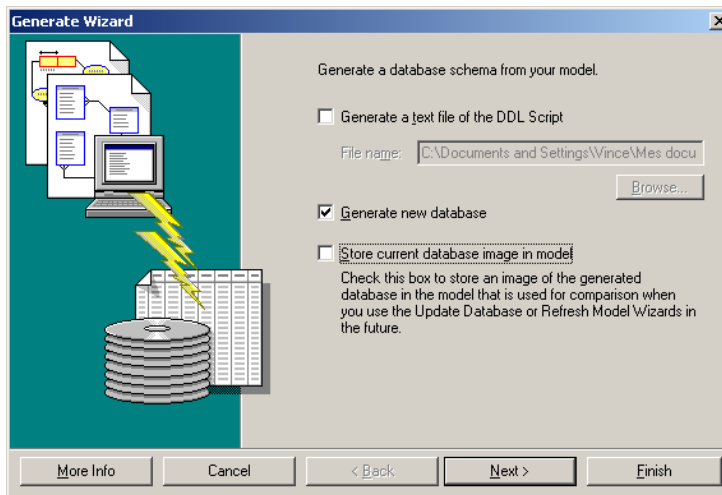 Generate Wizard
Generate a database schema from your model.
Generate a text file of the DDL Script
File name: C:\Documents and Settings\Vince\Mes docu
Browse...
Generate new database
Store current database image in model
Check this box to store an image of the generated
database in the model that is used for comparison when
you use the Update Database or Refresh Model Wizards in
the future.
More Info Cancel < Back Next > Finish